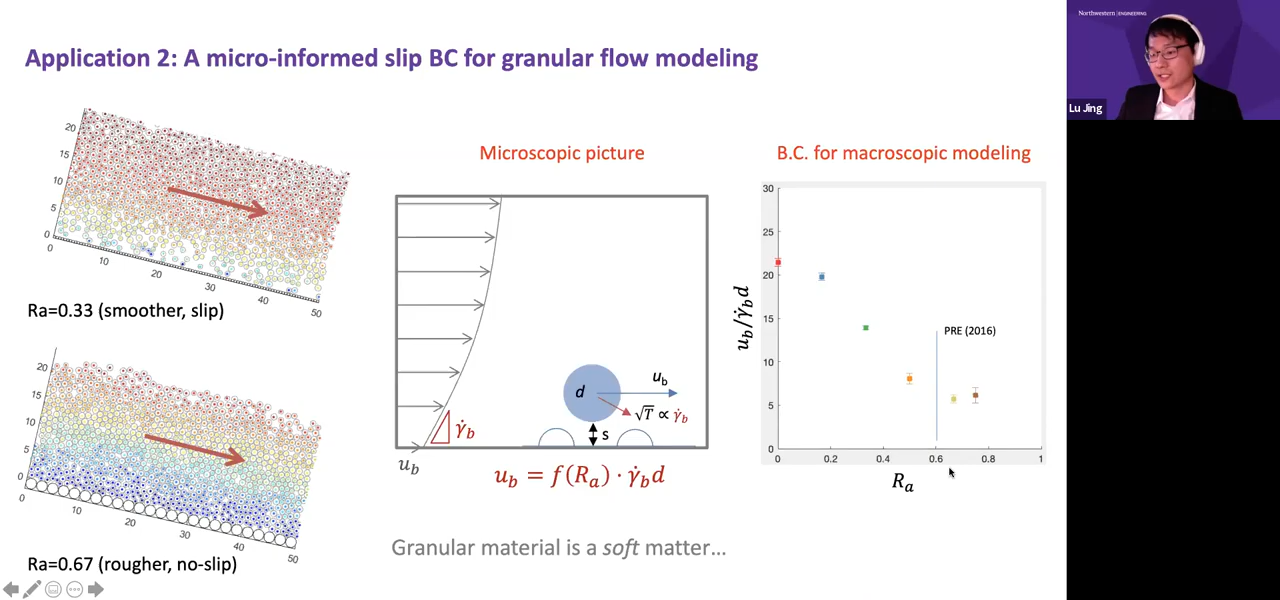 Application 2: A micro-informed slip BC for granular flow modeling
Northwestern | ENGINEERING
Lu Jing
20
15
10
5
0
0
10
20
30
40
50
Ra=0.33 (smoother, slip)
20
15
10
5
0
0
10
20
30
40
50
Ra=0.67 (rougher, no-slip)
Microscopic picture
d
u_b
√T ∝ γ̇_b
s
γ̇_b
u_b
u_b = f(R_a) · γ̇_b d
Granular material is a soft matter...
B.C. for macroscopic modeling
30
25
20
15
10
5
0
u_b/γ̇_b d
PRE (2016)
0
0.2
0.4
0.6
0.8
1
R_a